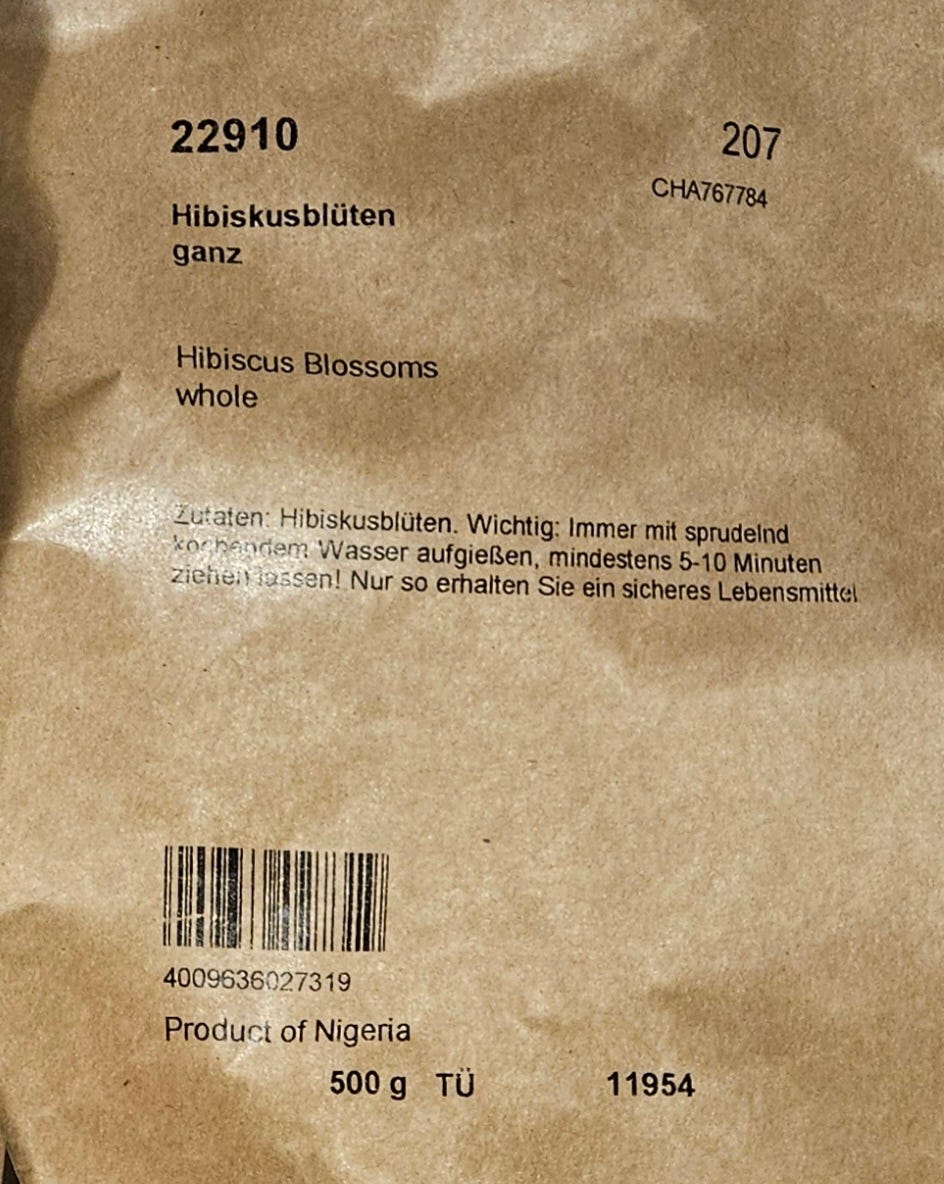 22910
207
CHA767784
Hibiskusblüten
ganz
Hibiscus Blossoms
whole
Zutaten: Hibiskusblüten. Wichtig: Immer mit sprudelnd
kochendem Wasser aufgießen, mindestens 5-10 Minuten
ziehen lassen! Nur so erhalten Sie ein sicheres Lebensmittel
4009636027319
Product of Nigeria
500 g TÜ 11954